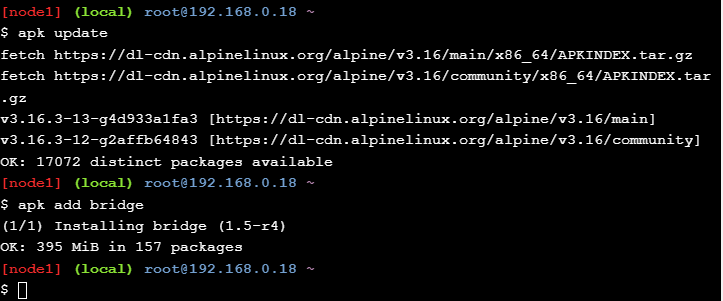 [node1] (local) root@192.168.0.18 ~
$ apk update
fetch https://dl-cdn.alpinelinux.org/alpine/v3.16/main/x86_64/APKINDEX.tar.gz
fetch https://dl-cdn.alpinelinux.org/alpine/v3.16/community/x86_64/APKINDEX.tar
.gz
v3.16.3-13-g4d933a1fa3 [https://dl-cdn.alpinelinux.org/alpine/v3.16/main]
v3.16.3-12-g2affb64843 [https://dl-cdn.alpinelinux.org/alpine/v3.16/community]
OK: 17072 distinct packages available
[node1] (local) root@192.168.0.18 ~
$ apk add bridge
(1/1) Installing bridge (1.5-r4)
OK: 395 MiB in 157 packages
[node1] (local) root@192.168.0.18 ~
$